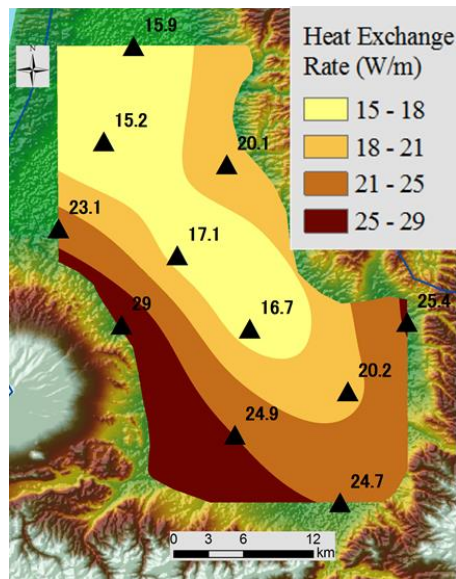 15.9
Heat Exchange
Rate (W/m)
15 - 18
18 - 21
21 - 25
25 - 29
N
15.2
20.1
23.1
17.1
29
16.7
25.4
20.2
24.9
24.7
0 3 6 12
km